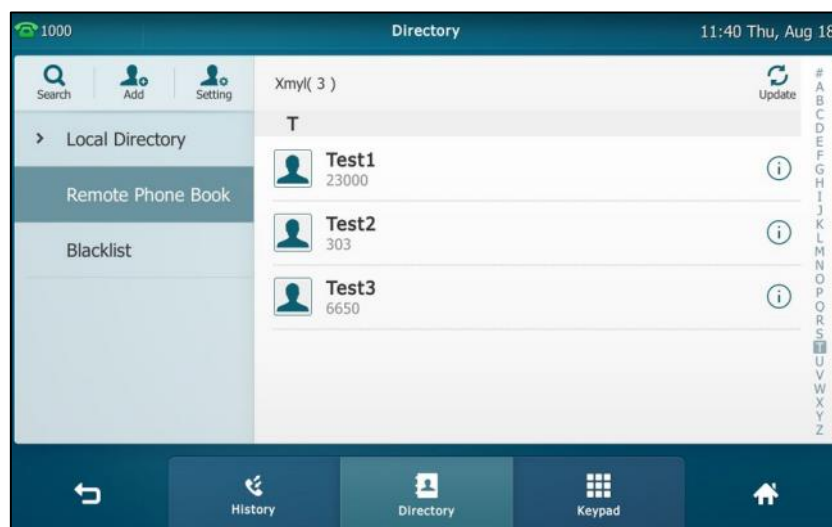 1000 Directory 11:40 Thu, Aug 18
Search Add Setting Xmyl( 3 ) Update
Local Directory
Remote Phone Book
Blacklist
T
Test1
23000
Test2
303
Test3
6650
#
A
B
C
D
E
F
G
H
I
J
K
L
M
N
O
P
Q
R
S
T
U
V
W
X
Y
Z
History Directory Keypad